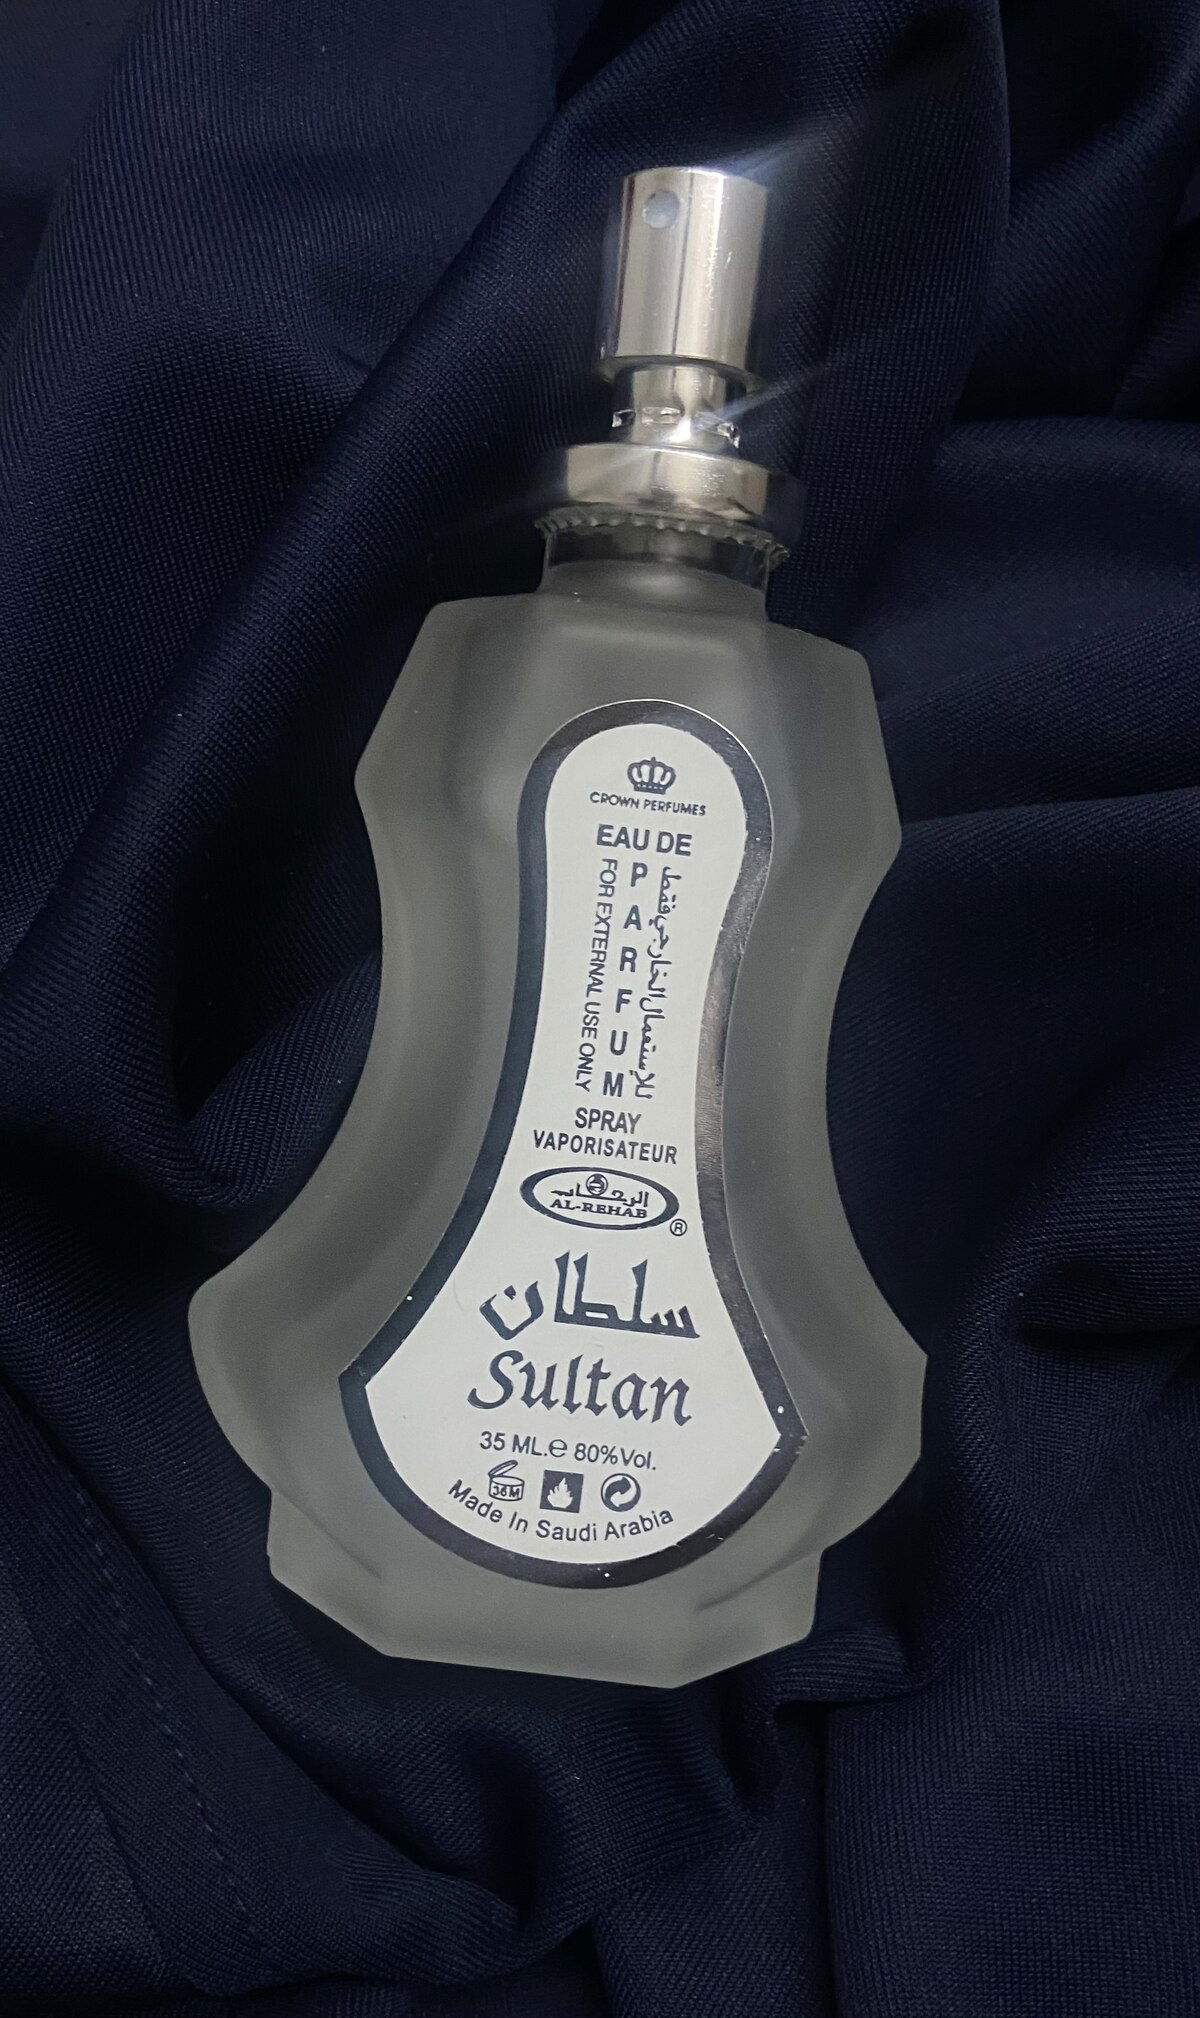 CROWN PERFUMES
EAU DE
PARFUM
FOR EXTERNAL USE ONLY
للإستعمال الخارجي فقط
SPRAY
VAPORISATEUR
الرحاب
AL-REHAB
®
سلطان
Sultan
35 ML.e 80%Vol.
36M
Made In Saudi Arabia